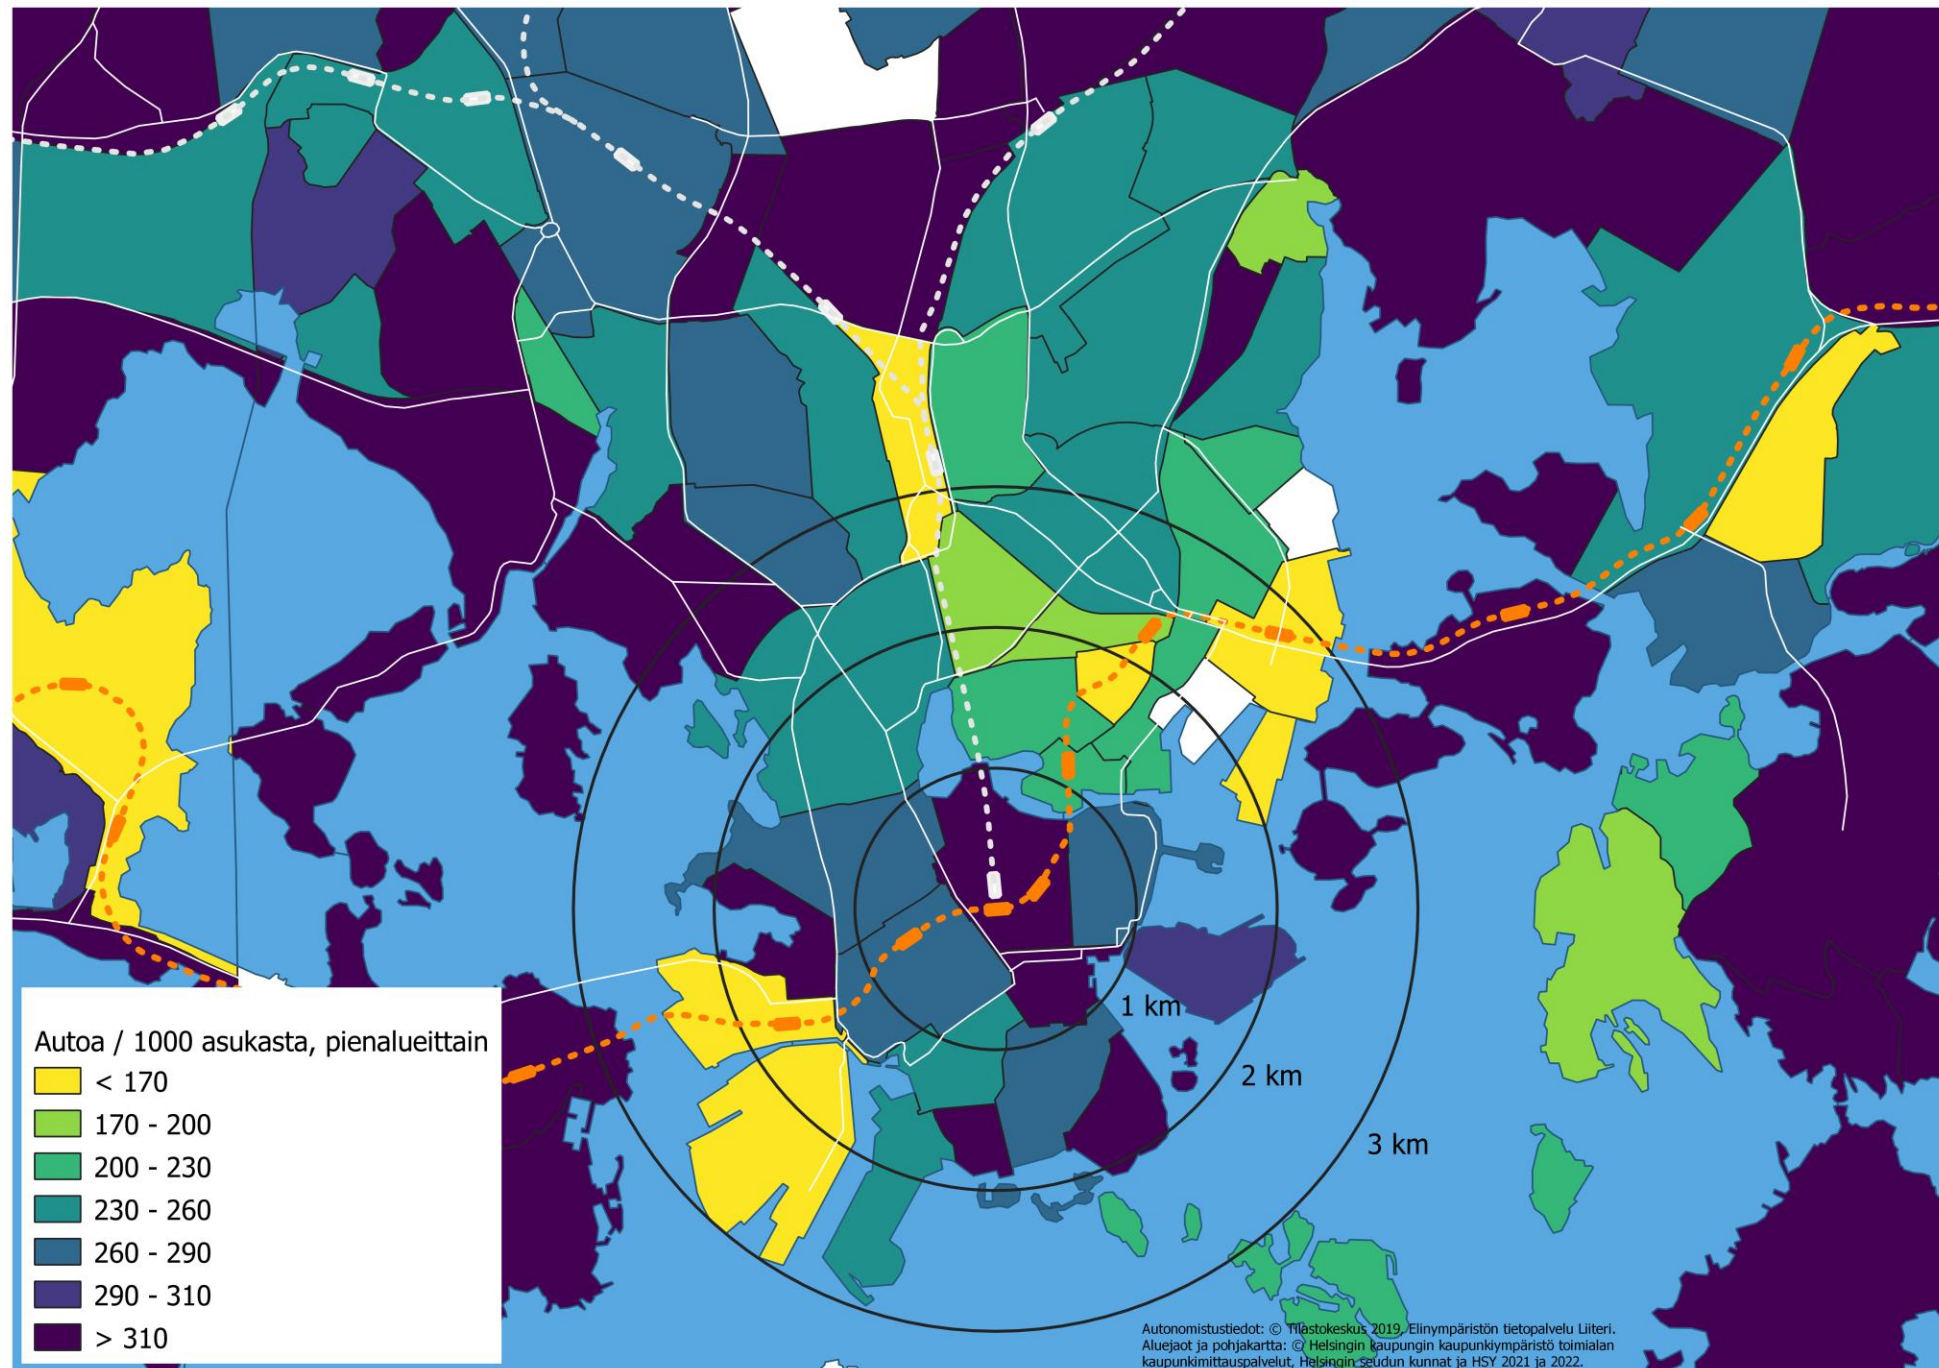 1 km
2 km
3 km
Autoa / 1000 asukasta, pienalueittain
< 170
170 - 200
200 - 230
230 - 260
260 - 290
290 - 310
> 310
Autonomistustiedot: © Tilastokeskus 2019, Elinympäristön tietopalvelu Liiteri.
Aluejaot ja pohjakartta: © Helsingin kaupungin kaupunkiympäristö toimialan
kaupunkimittauspalvelut, Helsingin seudun kunnat ja HSY 2021 ja 2022.